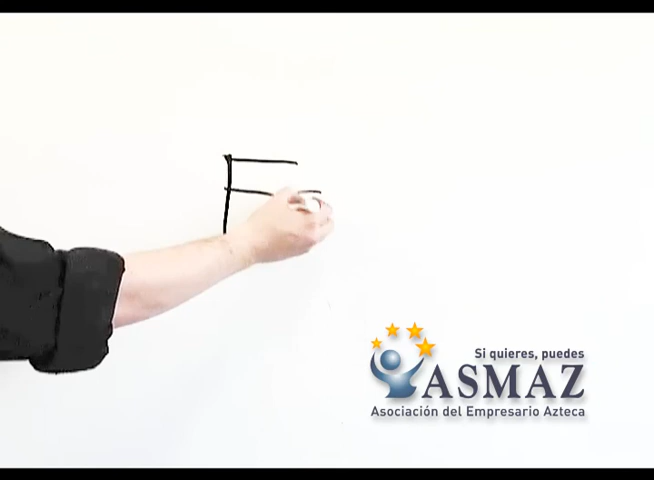 F
Si quieres, puedes
ASMAZ
Asociación del Empresario Azteca